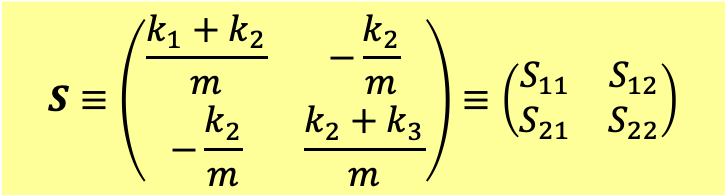 𝑺 ≡ ( (k₁ + k₂)/m  −k₂/m ; −k₂/m  (k₂ + k₃)/m ) ≡ ( S₁₁  S₁₂ ; S₂₁  S₂₂ )